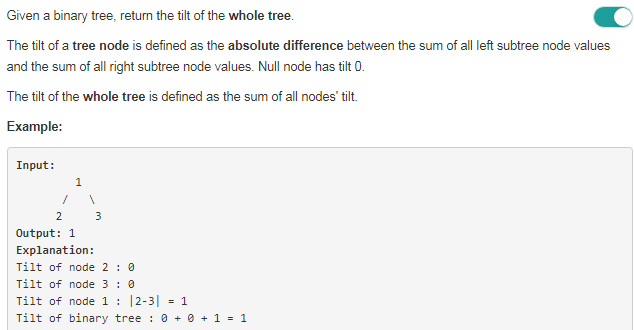 Given a binary tree, return the tilt of the whole tree.
The tilt of a tree node is defined as the absolute difference between the sum of all left subtree node values
and the sum of all right subtree node values. Null node has tilt 0.
The tilt of the whole tree is defined as the sum of all nodes' tilt.
Example:
Input:
1
/ \
2 3
Output: 1
Explanation:
Tilt of node 2 : 0
Tilt of node 3 : 0
Tilt of node 1 : |2-3| = 1
Tilt of binary tree : 0 + 0 + 1 = 1